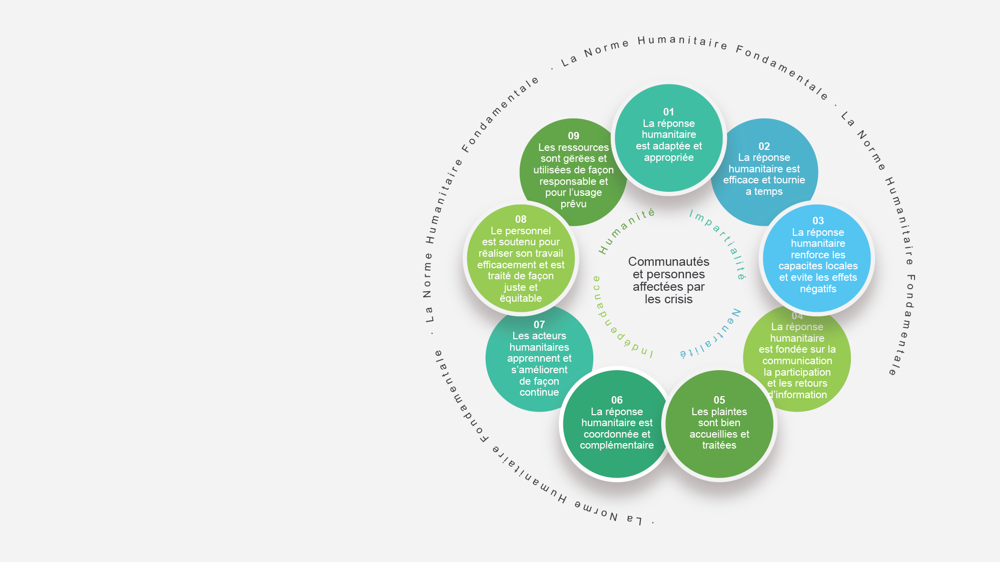 · La Norme Humanitaire Fondamentale · La Norme Humanitaire Fondamentale · La Norme Humanitaire Fondamentale · La Norme Humanitaire Fondamentale
01
La réponse
humanitaire
est adaptée et
appropriée
02
La réponse
humanitaire est
efficace et tournie
a temps
03
La réponse
humanitaire
renforce les
capacites locales
et evite les effets
négatifs
04
La réponse
humanitaire
est fondée sur la
communication
la participation
et les retours
d’information
05
Les plaintes
sont bien
accueillies et
traitées
06
La réponse
humanitaire est
coordonnée et
complémentaire
07
Les acteurs
humanitaires
apprennent et
s’améliorent
de façon
continue
08
Le personnel
est soutenu pour
rëaliser son travail
efficacement et est
traité de façon
juste et
ëquitable
09
Les ressources
sont gërëes et
utilisées de façon
responsable et
pour l’usage
prêvu
Humanité
Impartialité
Neutralité
Indépendance
Communautés
et personnes
affectées par
les crisis